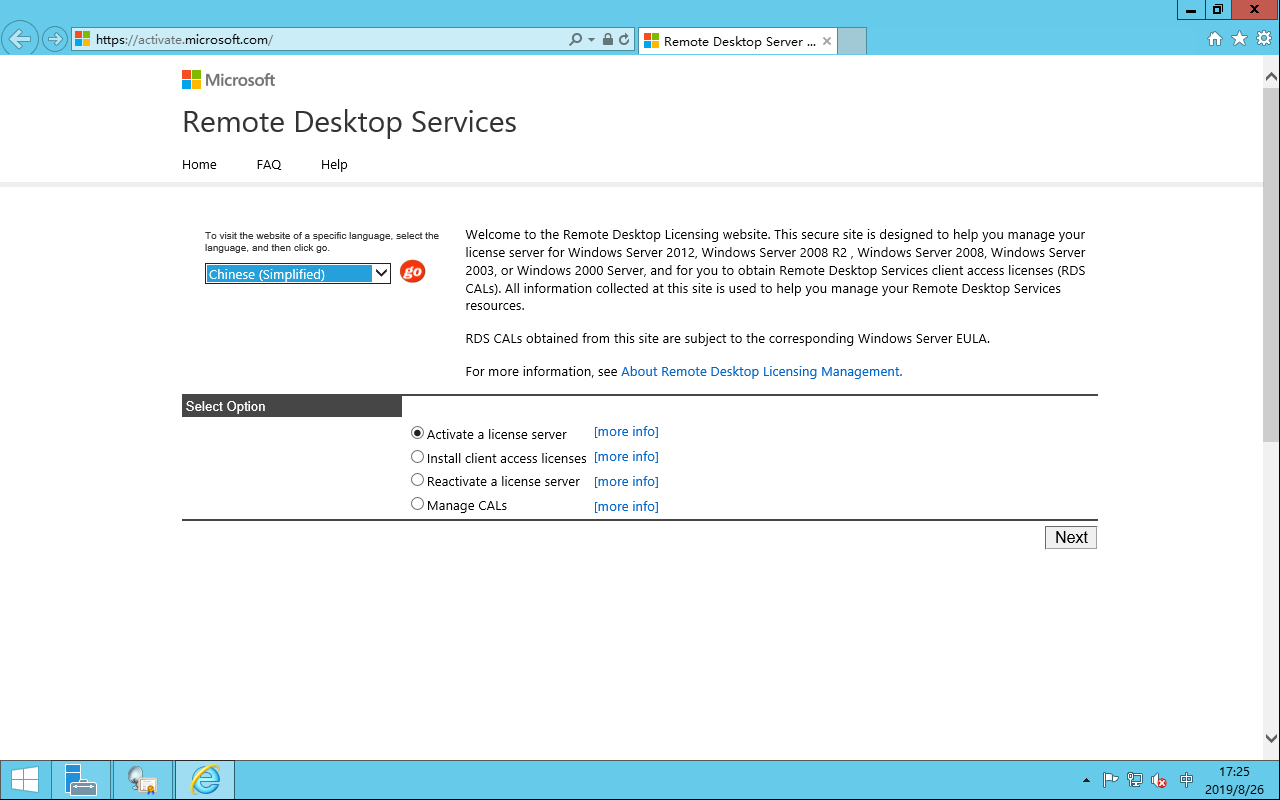 https://activate.microsoft.com/
Remote Desktop Server ...
Microsoft
Remote Desktop Services
Home FAQ Help
To visit the website of a specific language, select the
language, and then click go.
Chinese (Simplified)
go
Welcome to the Remote Desktop Licensing website. This secure site is designed to help you manage your
license server for Windows Server 2012, Windows Server 2008 R2 , Windows Server 2008, Windows Server
2003, or Windows 2000 Server, and for you to obtain Remote Desktop Services client access licenses (RDS
CALs). All information collected at this site is used to help you manage your Remote Desktop Services
resources.
RDS CALs obtained from this site are subject to the corresponding Windows Server EULA.
For more information, see About Remote Desktop Licensing Management.
Select Option
Activate a license server [more info]
Install client access licenses [more info]
Reactivate a license server [more info]
Manage CALs [more info]
Next
中
17:25
2019/8/26